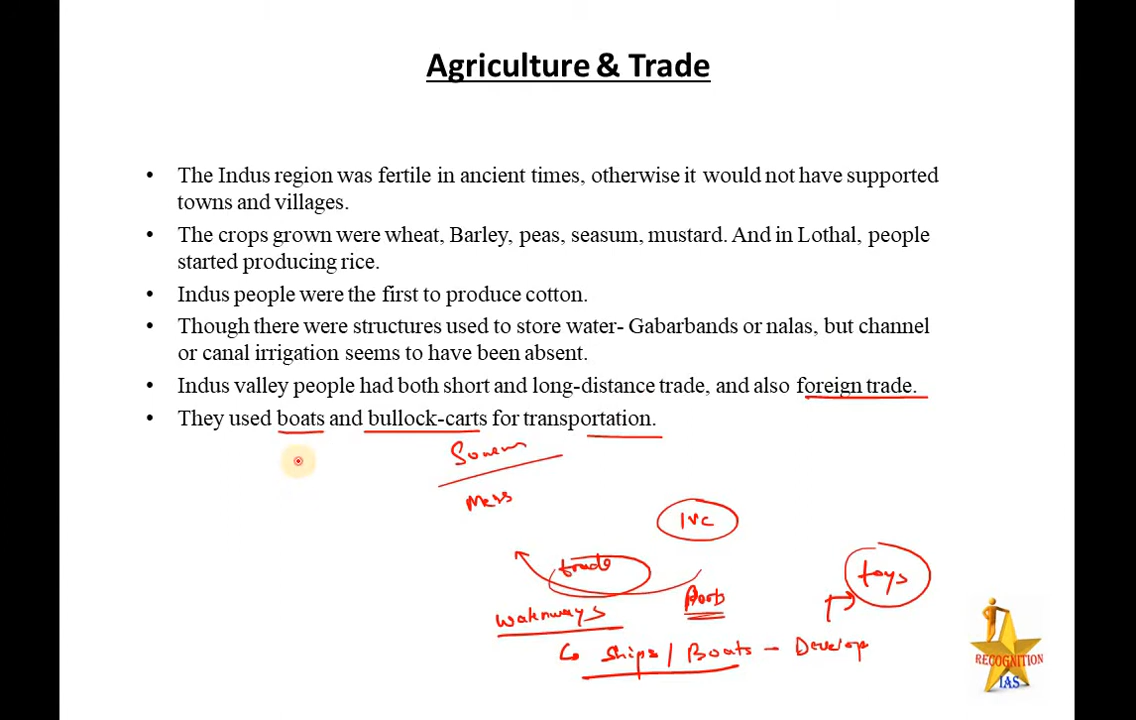 Agriculture & Trade
• The Indus region was fertile in ancient times, otherwise it would not have supported
towns and villages.
• The crops grown were wheat, Barley, peas, seasum, mustard. And in Lothal, people
started producing rice.
• Indus people were the first to produce cotton.
• Though there were structures used to store water- Gabarbands or nalas, but channel
or canal irrigation seems to have been absent.
• Indus valley people had both short and long-distance trade, and also foreign trade.
• They used boats and bullock-carts for transportation.
IVC
trade
toys
Ships / Boats - Develop
RECOGNITION
IAS